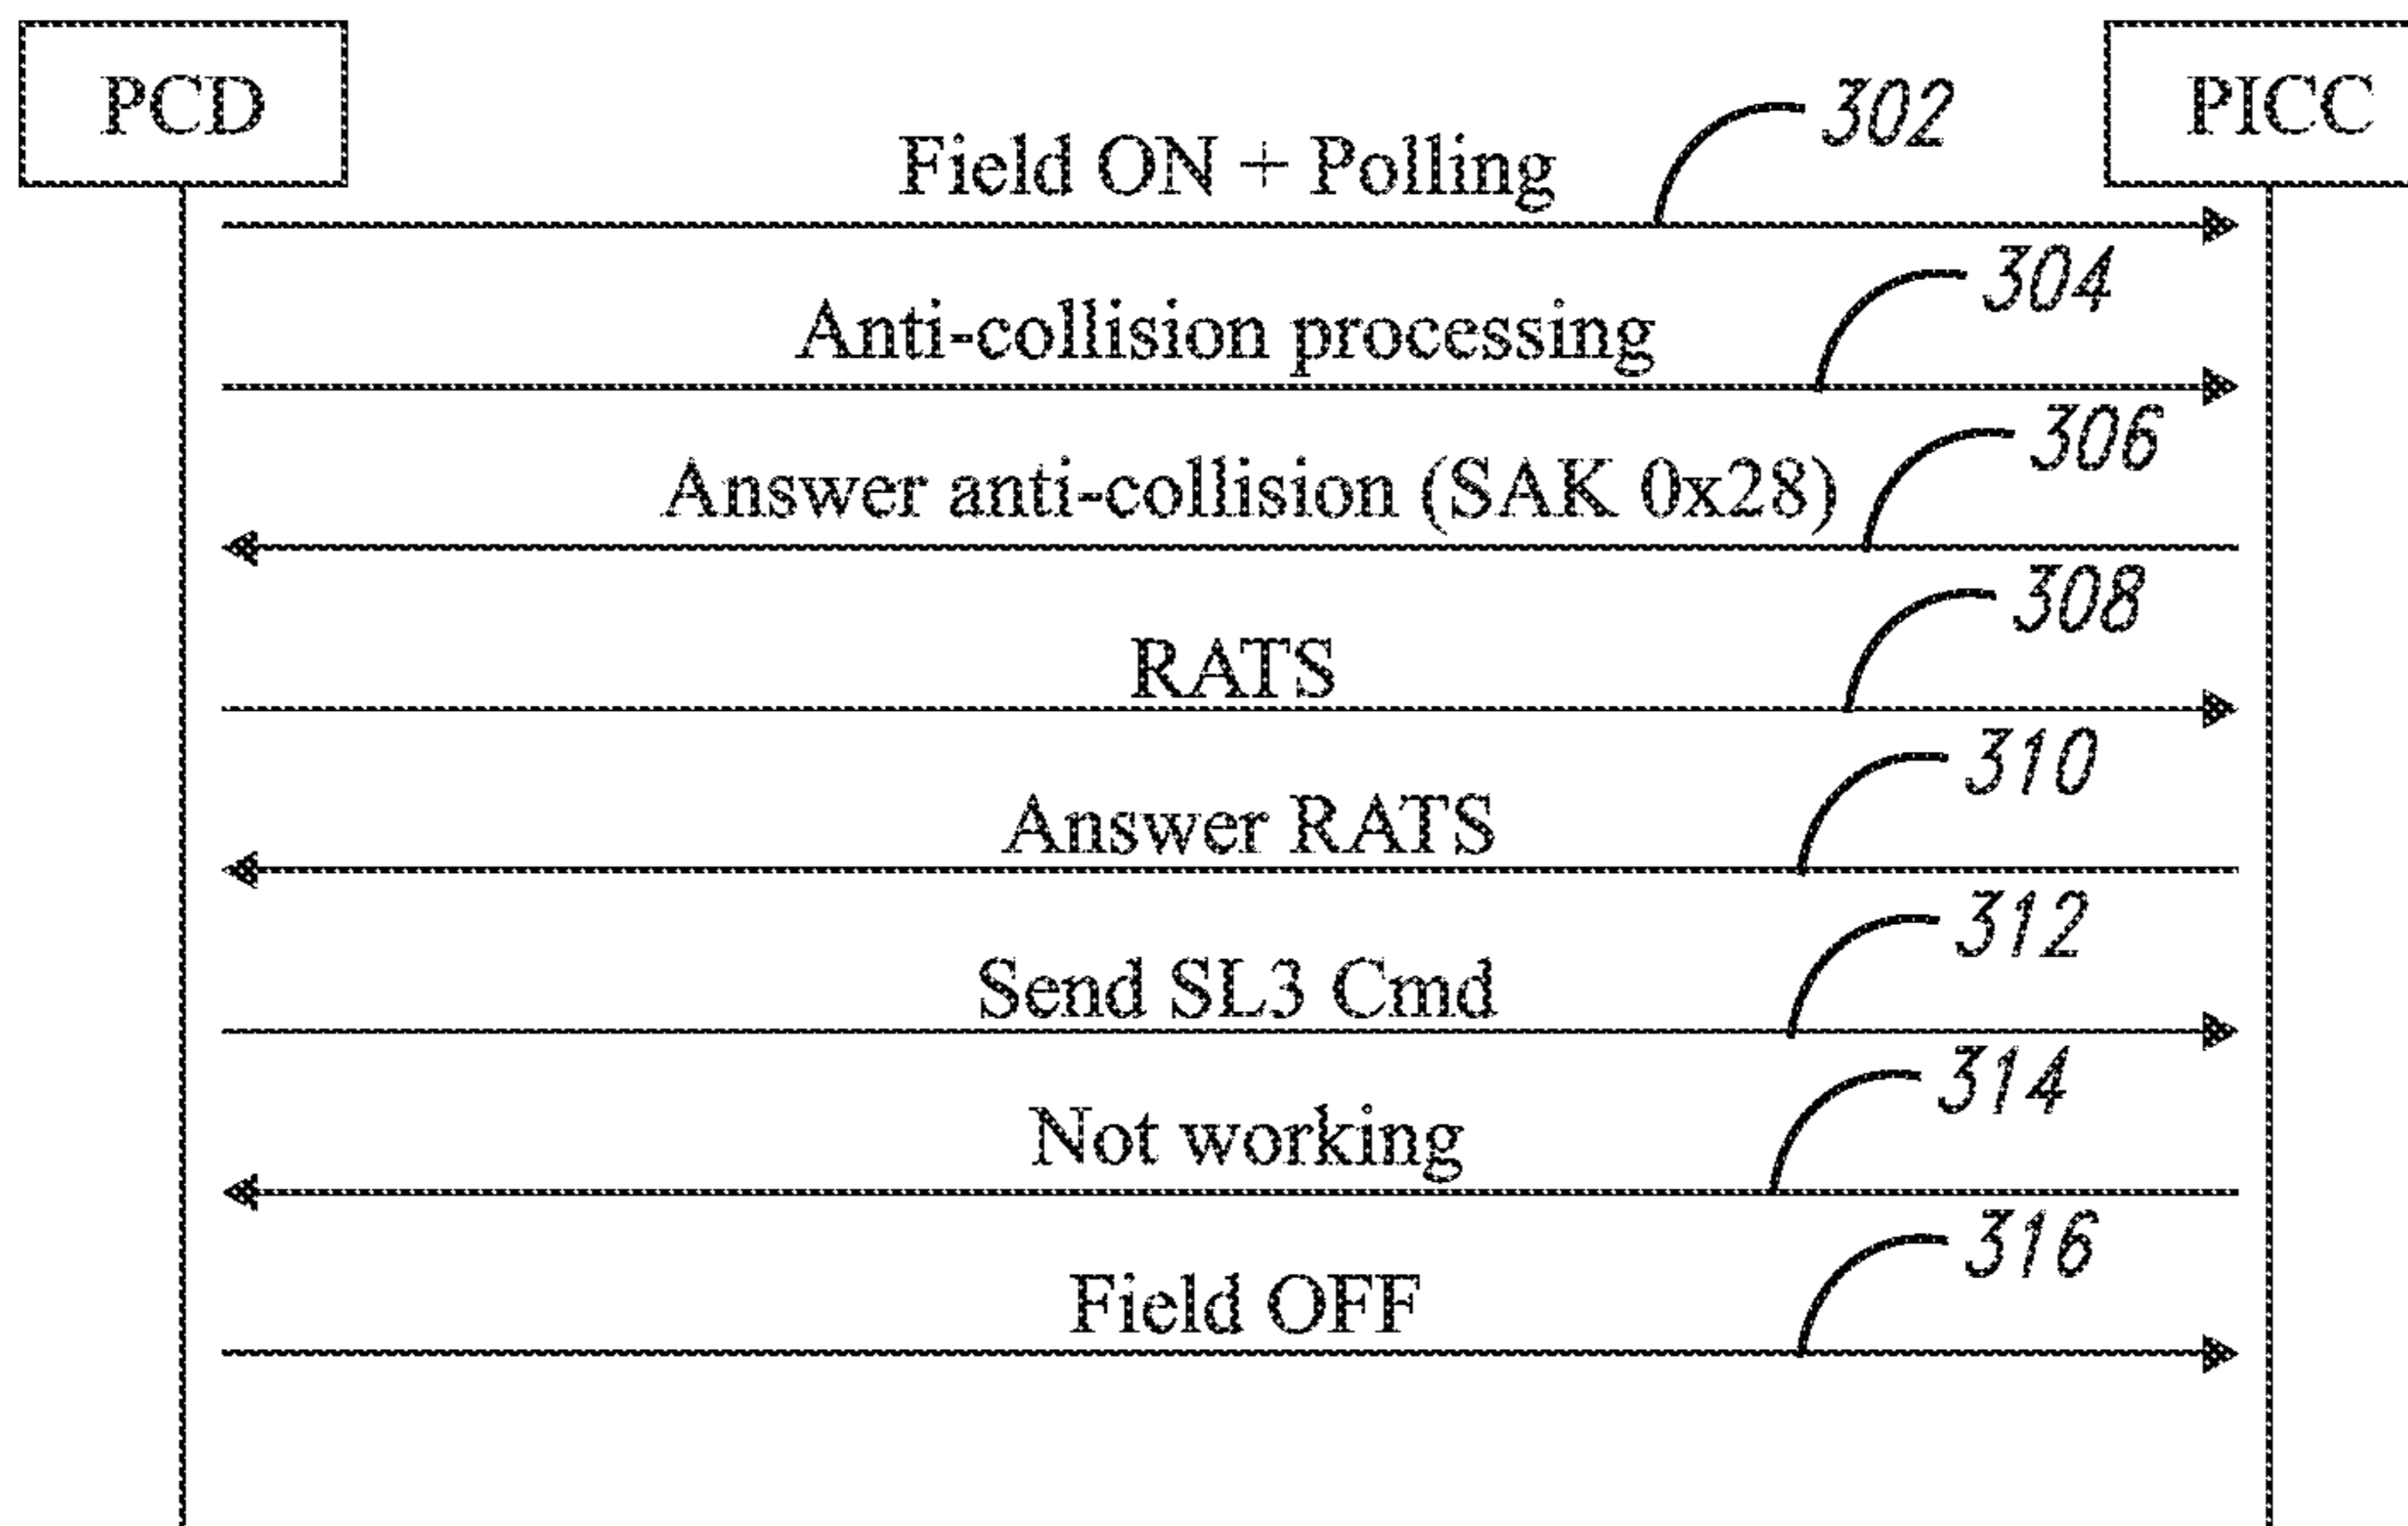 PCD
PICC
302
Field ON + Polling
304
Anti-collision processing
306
Answer anti-collision (SAK 0x28)
308
RATS
310
Answer RATS
312
Send SL3 Cmd
314
Not working
316
Field OFF